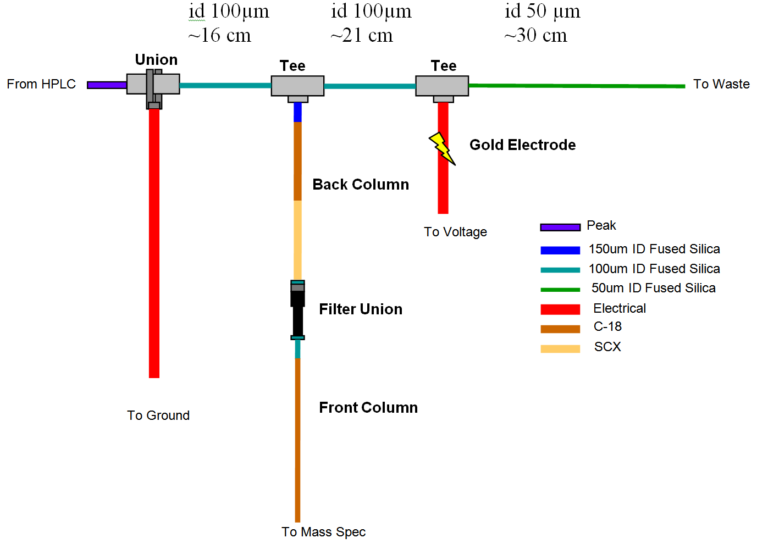 id 100µm
~16 cm
id 100µm
~21 cm
id 50 µm
~30 cm
Union
Tee
Tee
From HPLC
To Waste
Gold Electrode
Back Column
To Voltage
Peak
150um ID Fused Silica
100um ID Fused Silica
50um ID Fused Silica
Electrical
C-18
SCX
Filter Union
Front Column
To Ground
To Mass Spec